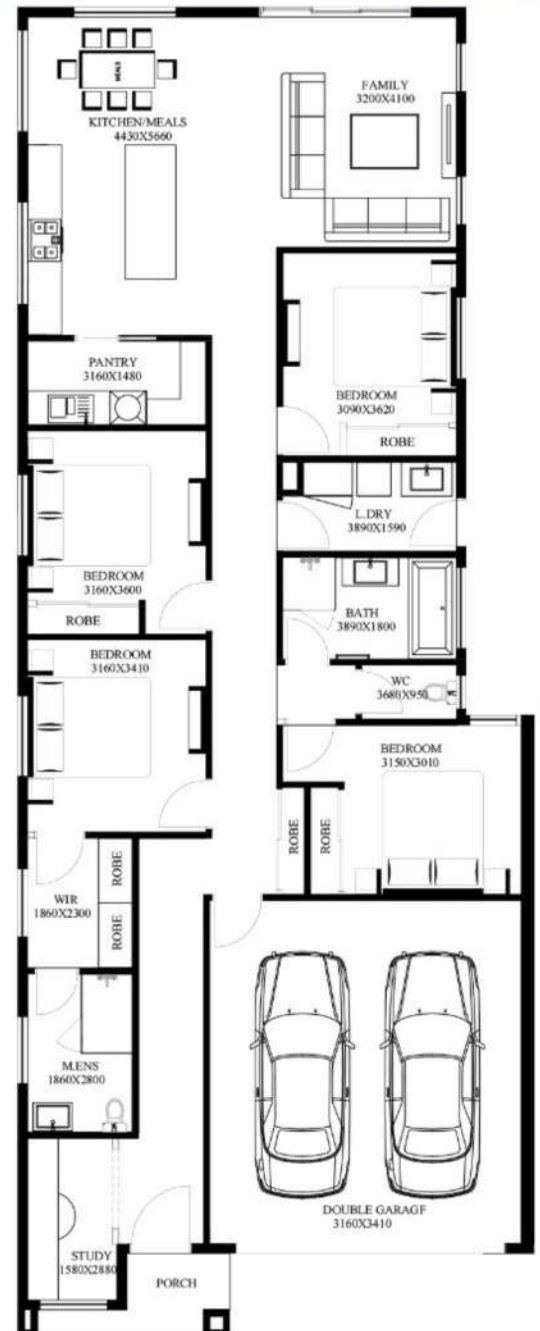 MEALS
FAMILY
3200X4100
KITCHEN/MEALS
4430X5660
PANTRY
3160X1480
BEDROOM
3090X3620
ROBE
L.DRY
3890X1590
BEDROOM
3160X3600
ROBE
BATH
3890X1800
BEDROOM
3160X3410
WC
3680X950
BEDROOM
3150X3010
ROBE
ROBE
ROBE
ROBE
WIR
1860X2300
M.ENS
1860X2800
DOUBLE GARAGF
3160X3410
STUDY
1580X2880
PORCH